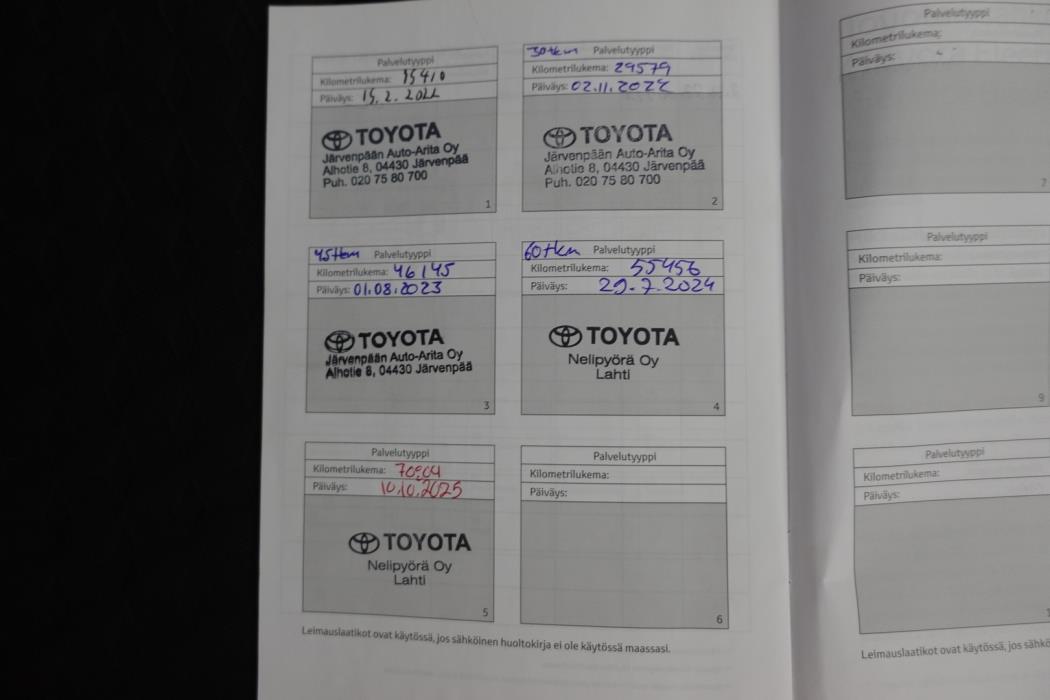 Palvelutyyppi
Kilometrilukema: 15410
Päiväys: 15.2.2022
TOYOTA
Järvenpään Auto-Arita Oy
Alhotie 8, 04430 Järvenpää
Puh. 020 75 80 700
1
30tkm Palvelutyyppi
Kilometrilukema: 29579
Päiväys: 02.11.2022
TOYOTA
Järvenpään Auto-Arita Oy
Alhotie 8, 04430 Järvenpää
Puh. 020 75 80 700
2
45tkm Palvelutyyppi
Kilometrilukema: 46145
Päiväys: 01.08.2023
TOYOTA
Järvenpään Auto-Arita Oy
Alhotie 8, 04430 Järvenpää
3
60tkm Palvelutyyppi
Kilometrilukema: 55456
Päiväys: 29.7.2024
TOYOTA
Nelipyörä Oy
Lahti
4
Palvelutyyppi
Kilometrilukema:
Päiväys: 10.10.2025
TOYOTA
Nelipyörä Oy
Lahti
5
Palvelutyyppi
Kilometrilukema:
Päiväys:
6
Leimauslaatikot ovat käytössä, jos sähköinen huoltokirja ei ole käytössä maassasi.
Palvelutyyppi
Kilometrilukema:
Päiväys:
7
Palvelutyyppi
Kilometrilukema:
Päiväys:
9
Palvelutyyppi
Kilometrilukema:
Päiväys:
Leimauslaatikot ovat käytössä, jos sähkö